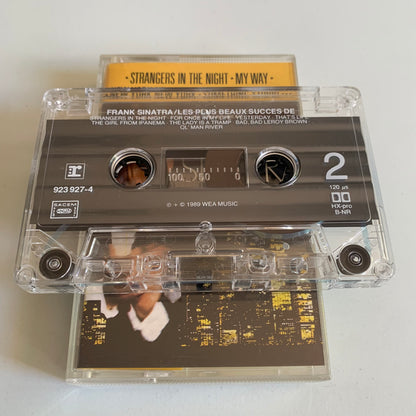 · STRANGERS IN THE NIGHT · MY WAY ·
FRANK SINATRA/LES PLUS BEAUX SUCCES DE
STRANGERS IN THE NIGHT · FOR ONCE IN MY LIFE · YESTERDAY · THAT'S LIFE
THE GIRL FROM IPANEMA · THE LADY IS A TRAMP · BAD, BAD LEROY BROWN
OL' MAN RIVER
r
923 927-4
SACEM
100 50 0
2
120 µs
HX-pro
B-NR
℗ + © 1989 WEA MUSIC